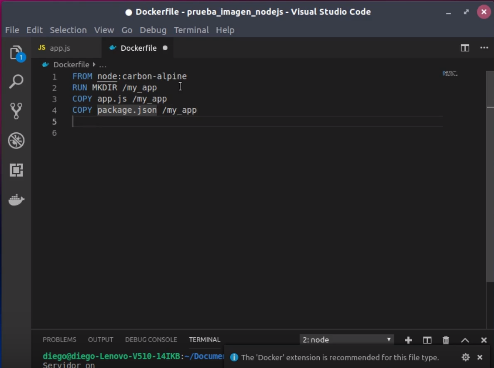 Dockerfile - prueba_imagen_nodejs - Visual Studio Code
File Edit Selection View Go Debug Terminal Help
JS app.js Dockerfile
Dockerfile ...
1 FROM node:carbon-alpine
2 RUN MKDIR /my_app
3 COPY app.js /my_app
4 COPY package.json /my_app
5
6
1
PROBLEMS OUTPUT DEBUG CONSOLE TERMINAL 2: node
diego@diego-Lenovo-V510-14IKB:~/Docume
Servidor on
The 'Docker' extension is recommended for this file type.